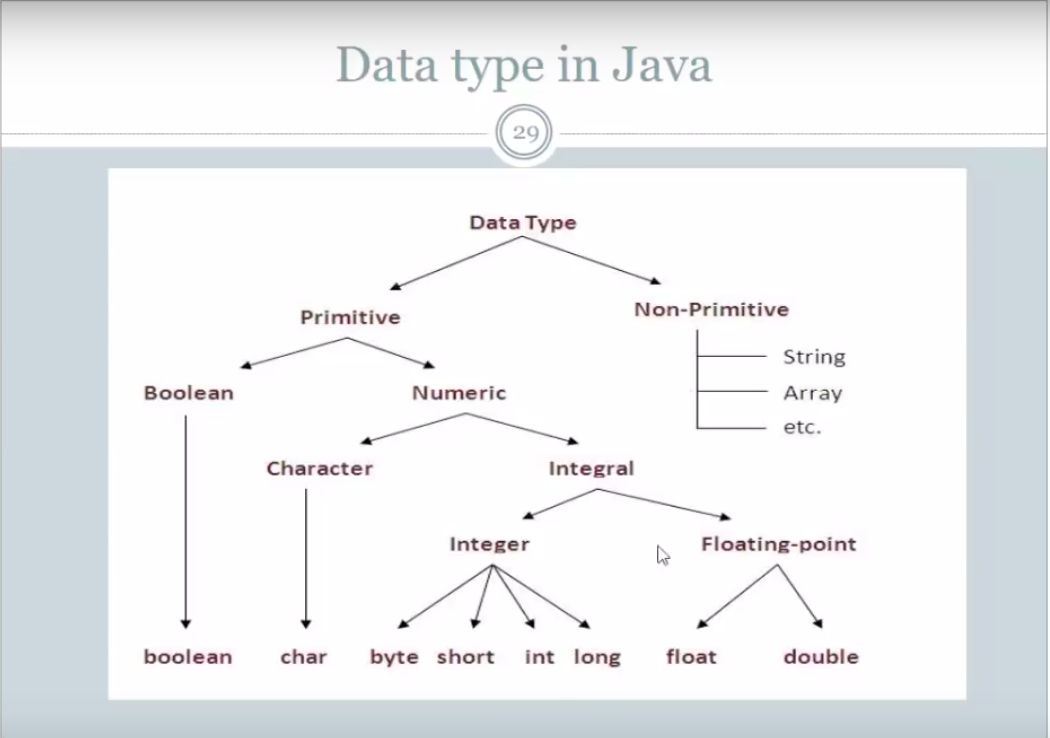 Data type in Java
29
Data Type
Primitive
Non-Primitive
String
Array
etc.
Boolean
Numeric
Character
Integral
Integer
Floating-point
boolean char byte short int long float double